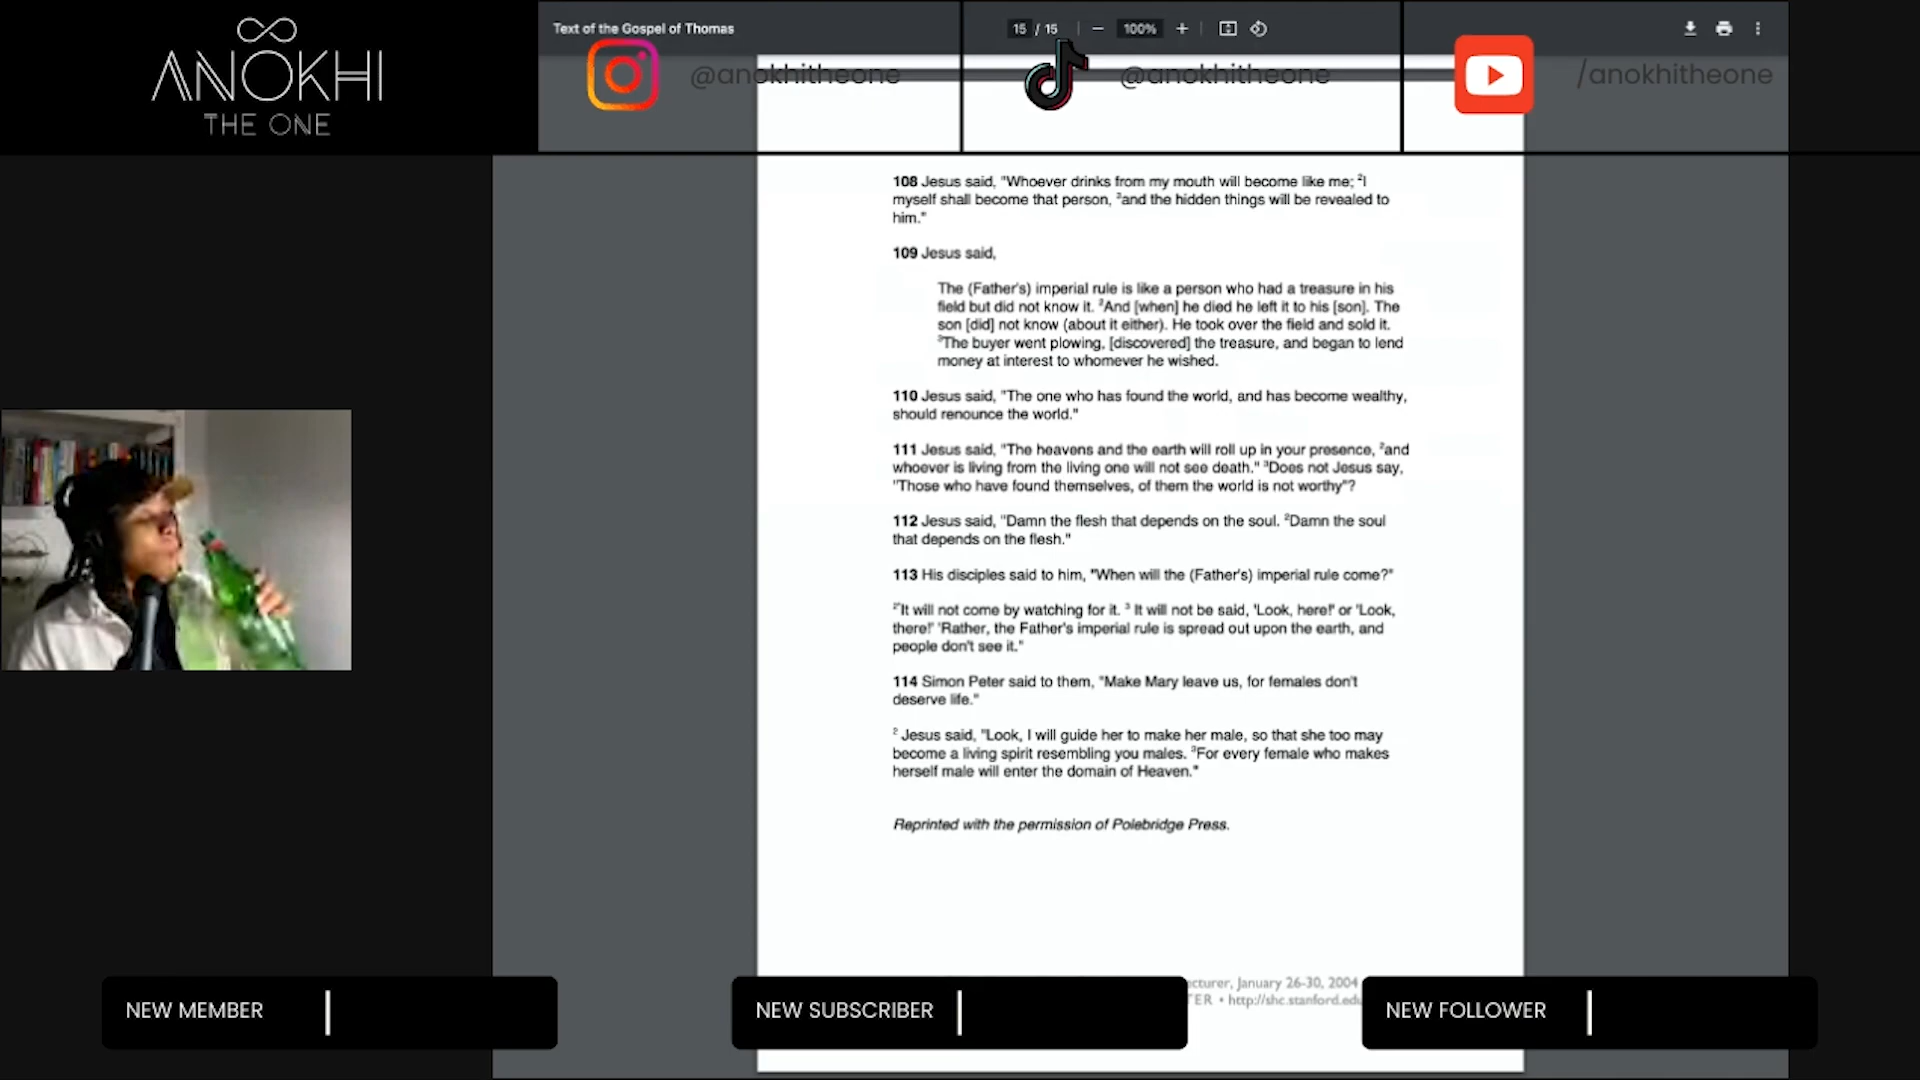 ANOKHI
THE ONE
Text of the Gospel of Thomas
15 / 15
100%
@anokhitheone
@anokhitheone
/anokhitheone
108 Jesus said, "Whoever drinks from my mouth will become like me; ²I
myself shall become that person, ³and the hidden things will be revealed to
him."
109 Jesus said,
The (Father's) imperial rule is like a person who had a treasure in his
field but did not know it. ²And [when] he died he left it to his [son]. The
son [did] not know (about it either). He took over the field and sold it.
³The buyer went plowing, [discovered] the treasure, and began to lend
money at interest to whomever he wished.
110 Jesus said, "The one who has found the world, and has become wealthy,
should renounce the world."
111 Jesus said, "The heavens and the earth will roll up in your presence, ²and
whoever is living from the living one will not see death." ³Does not Jesus say,
"Those who have found themselves, of them the world is not worthy"?
112 Jesus said, "Damn the flesh that depends on the soul. ²Damn the soul
that depends on the flesh."
113 His disciples said to him, "When will the (Father's) imperial rule come?"
²"It will not come by watching for it. ³ It will not be said, 'Look, here!' or 'Look,
there!' 'Rather, the Father's imperial rule is spread out upon the earth, and
people don't see it."
114 Simon Peter said to them, "Make Mary leave us, for females don't
deserve life."
² Jesus said, "Look, I will guide her to make her male, so that she too may
become a living spirit resembling you males. ³For every female who makes
herself male will enter the domain of Heaven."
Reprinted with the permission of Polebridge Press.
ecturer, January 26-30, 2004
TER • http://shc.stanford.edu
NEW MEMBER
NEW SUBSCRIBER
NEW FOLLOWER